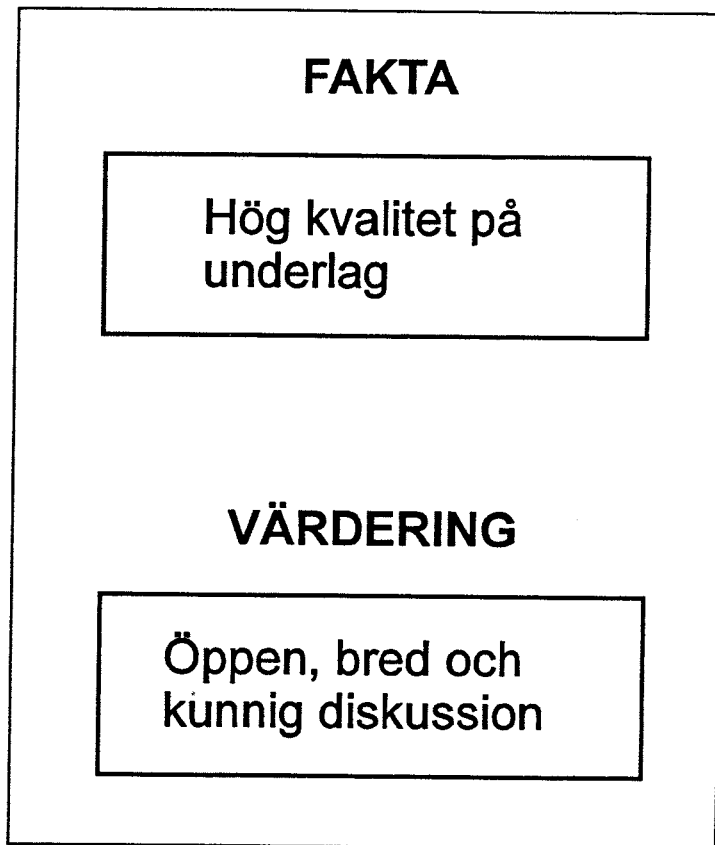 FAKTA
Hög kvalitet på
underlag
VÄRDERING
Öppen, bred och
kunnig diskussion